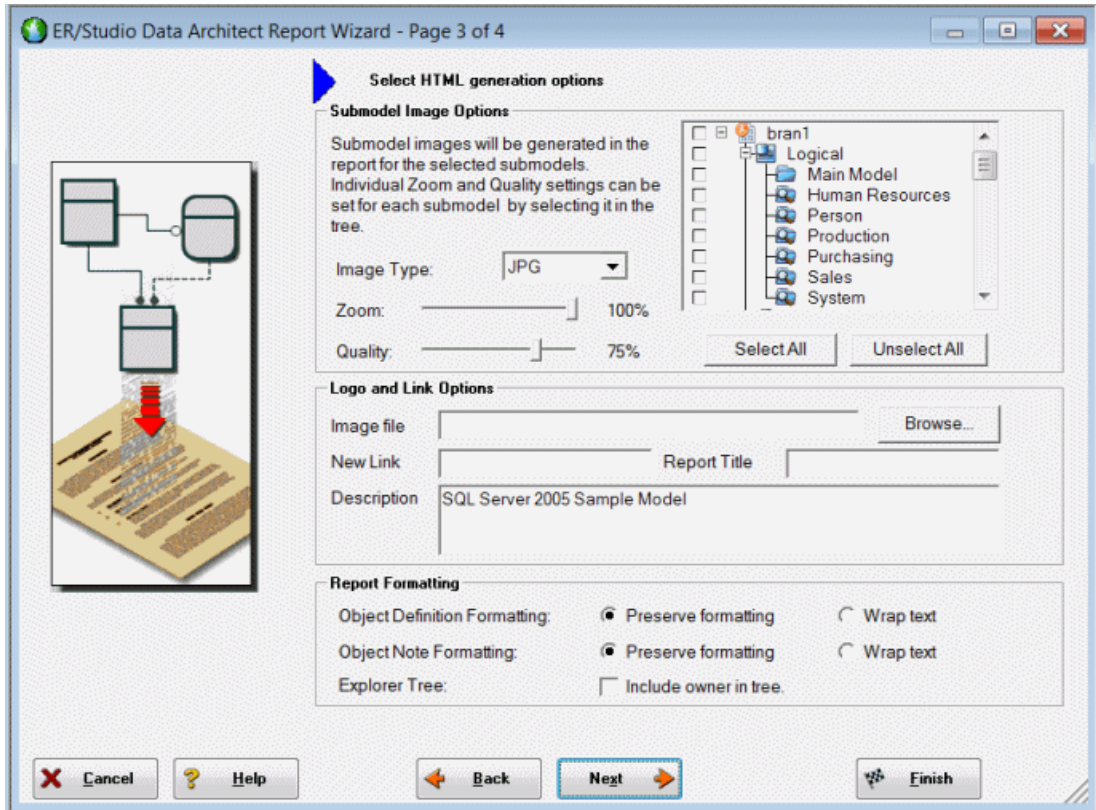 ER/Studio Data Architect Report Wizard - Page 3 of 4
Select HTML generation options
Submodel Image Options
Submodel images will be generated in the
report for the selected submodels.
Individual Zoom and Quality settings can be
set for each submodel by selecting it in the
tree.
bran1
Logical
Main Model
Human Resources
Person
Production
Purchasing
Sales
System
Image Type:
JPG
Zoom:
100%
Quality:
75%
Select All
Unselect All
Logo and Link Options
Image file
Browse...
New Link
Report Title
Description
SQL Server 2005 Sample Model
Report Formatting
Object Definition Formatting:
Preserve formatting
Wrap text
Object Note Formatting:
Preserve formatting
Wrap text
Explorer Tree:
Include owner in tree.
Cancel
Help
Back
Next
Finish